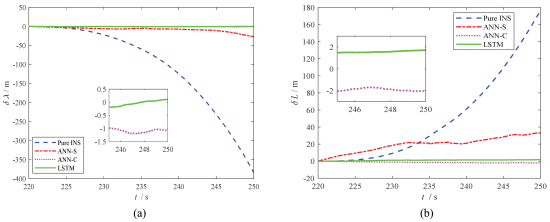 50
0
-50
-100
-150
-200
-250
-300
-350
-400
δλ / m
220 225 230 235 240 245 250
t / s
Pure INS
ANN-S
ANN-C
LSTM
0.5
0
-0.5
-1
-1.5
246 248 250
(a)
180
160
140
120
100
80
60
40
20
0
-20
δL / m
220 225 230 235 240 245 250
t / s
Pure INS
ANN-S
ANN-C
LSTM
2
0
-2
246 248 250
(b)